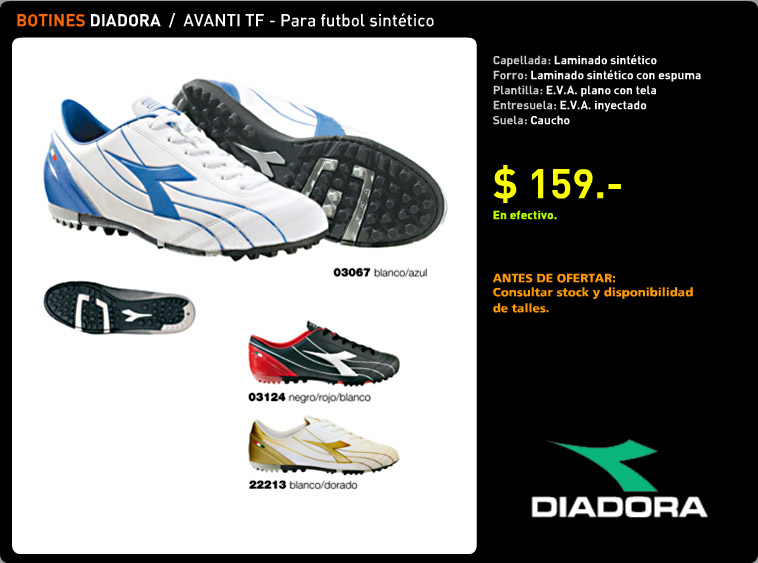 BOTINES DIADORA / AVANTI TF - Para futbol sintético
Capellada: Laminado sintético
Forro: Laminado sintético con espuma
Plantilla: E.V.A. plano con tela
Entresuela: E.V.A. inyectado
Suela: Caucho
$ 159.-
En efectivo.
03067 blanco/azul
ANTES DE OFERTAR:
Consultar stock y disponibilidad
de talles.
03124 negro/rojo/blanco
22213 blanco/dorado
DIADORA